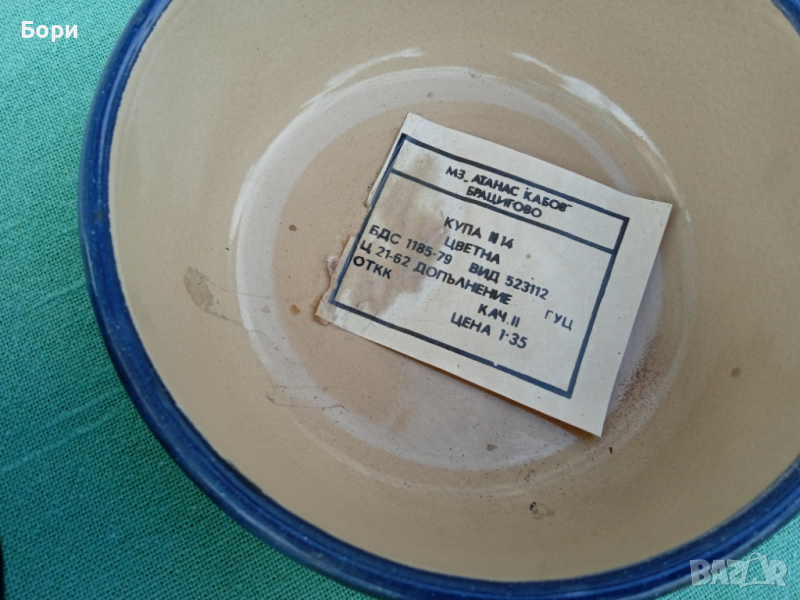 Бори
МЗ „АТАНАС КАБОВ"
БРАЦИГОВО
КУПА № 14
ЦВЕТНА
БДС 1185-79 ВИД 523112
Ц 21-62 ДОПЪЛНЕНИЕ ГУЦ
ОТКК КАЧ. II
ЦЕНА 1·35
BAZAR